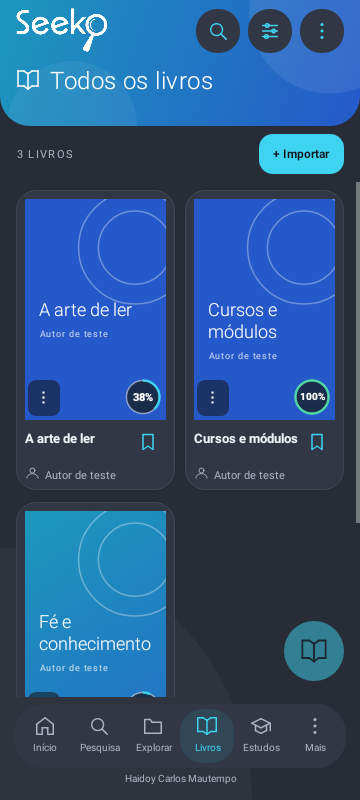 Seeko
Todos os livros
3 LIVROS
+ Importar
A arte de ler
Autor de teste
38%
A arte de ler
Autor de teste
Cursos e
módulos
Autor de teste
100%
Cursos e módulos
Autor de teste
Fé e
conhecimento
Autor de teste
Início
Pesquisa
Explorar
Livros
Estudos
Mais
Haidoy Carlos Mautempo